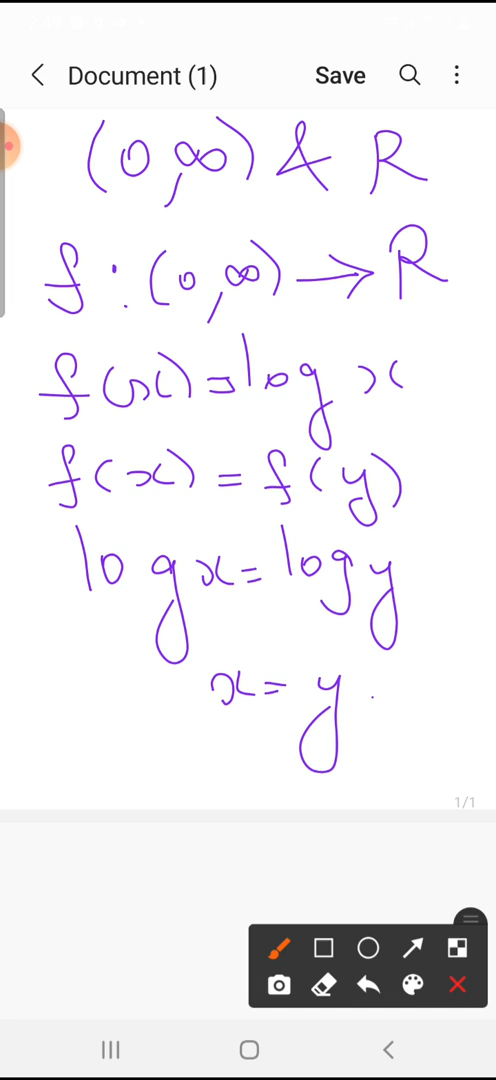 Document (1) Save
(0,∞) & R
f:(0,∞)→R
f(x)=log x
f(x)=f(y)
log x=log y
x=y.
1/1